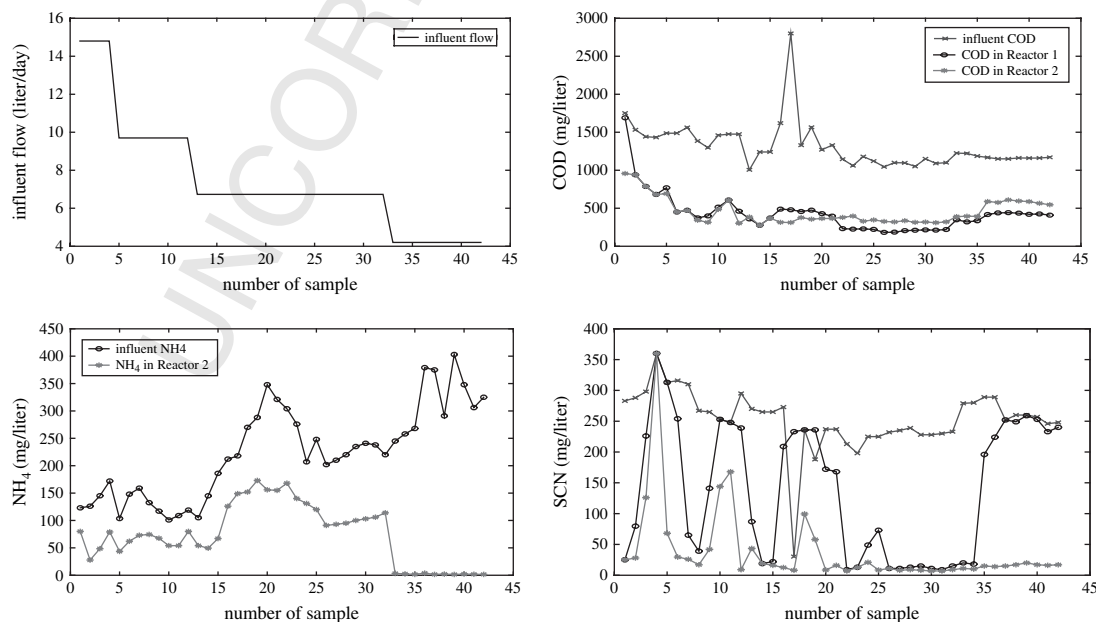 16
14
12
10
8
6
4
influent flow (liter/day)
influent flow
0 5 10 15 20 25 30 35 40 45
number of sample
3000
2500
2000
1500
1000
500
0
COD (mg/liter)
influent COD
COD in Reactor 1
COD in Reactor 2
0 5 10 15 20 25 30 35 40 45
number of sample
450
400
350
300
250
200
150
100
50
0
NH4 (mg/liter)
influent NH4
NH4 in Reactor 2
0 5 10 15 20 25 30 35 40 45
number of sample
400
350
300
250
200
150
100
50
0
SCN (mg/liter)
0 5 10 15 20 25 30 35 40 45
number of sample
UNCOR